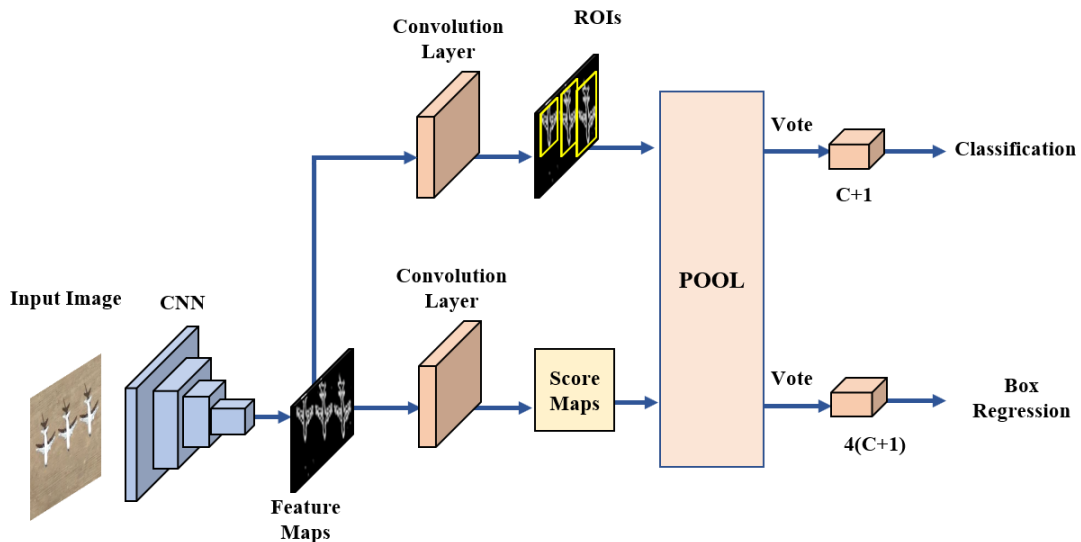 Convolution
Layer
ROIs
Vote
Classification
C+1
Input Image
CNN
Convolution
Layer
POOL
Score
Maps
Vote
Box
Regression
4(C+1)
Feature
Maps